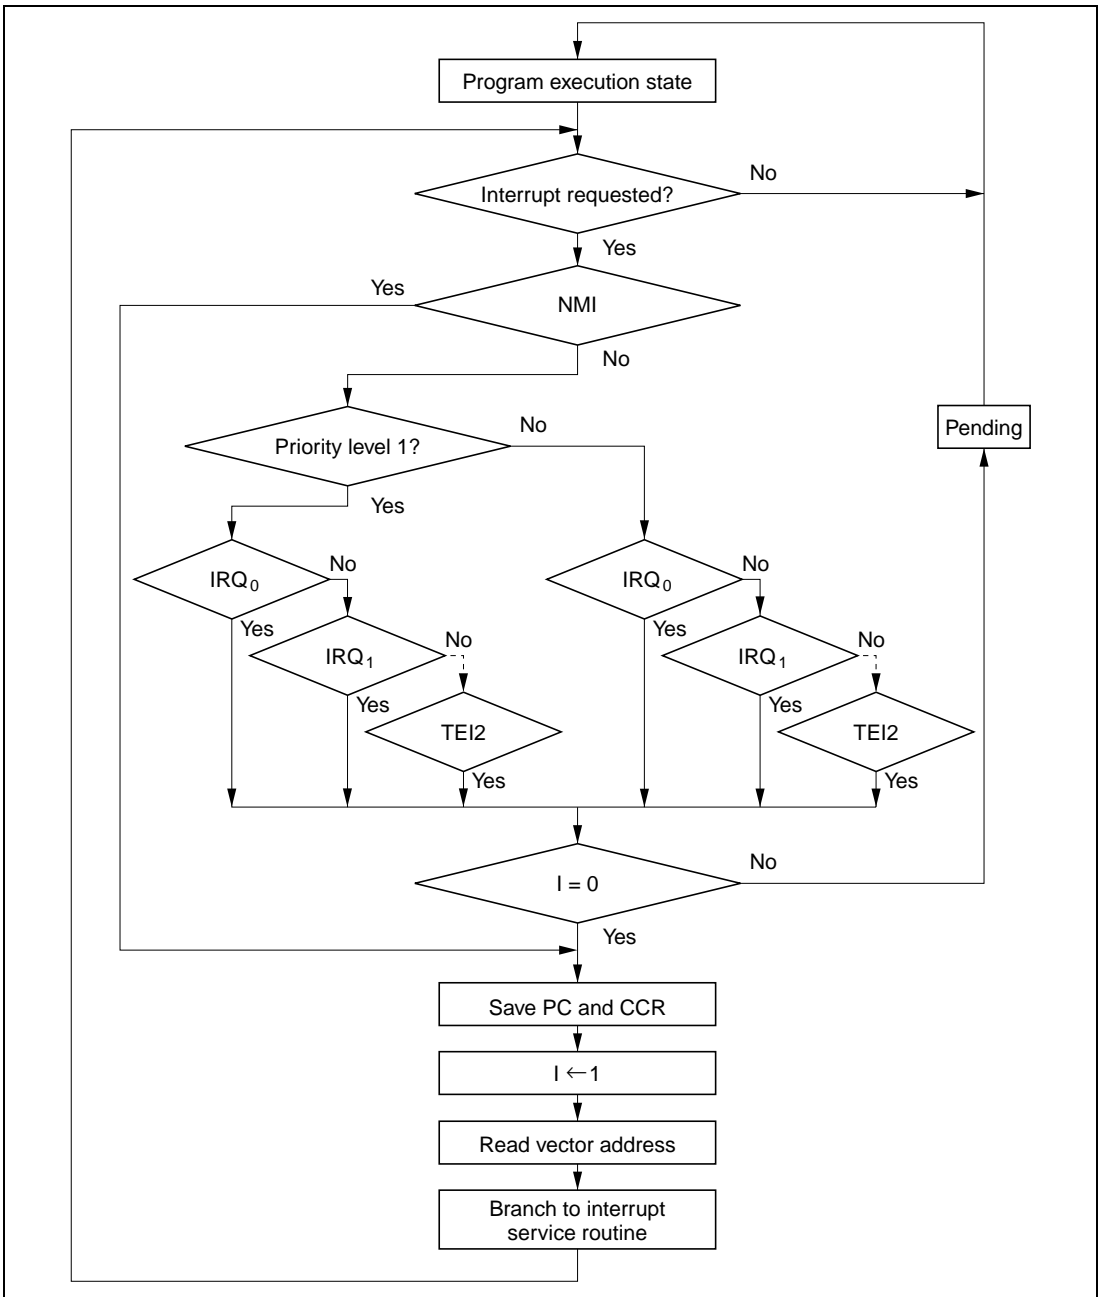 Program execution state
Interrupt requested?
No
Yes
Yes
NMI
No
Priority level 1?
No
Pending
Yes
IRQ0
No
IRQ0
No
Yes
IRQ1
No
Yes
IRQ1
No
Yes
TEI2
Yes
TEI2
Yes
Yes
I = 0
No
Yes
Save PC and CCR
I ←1
Read vector address
Branch to interrupt
service routine